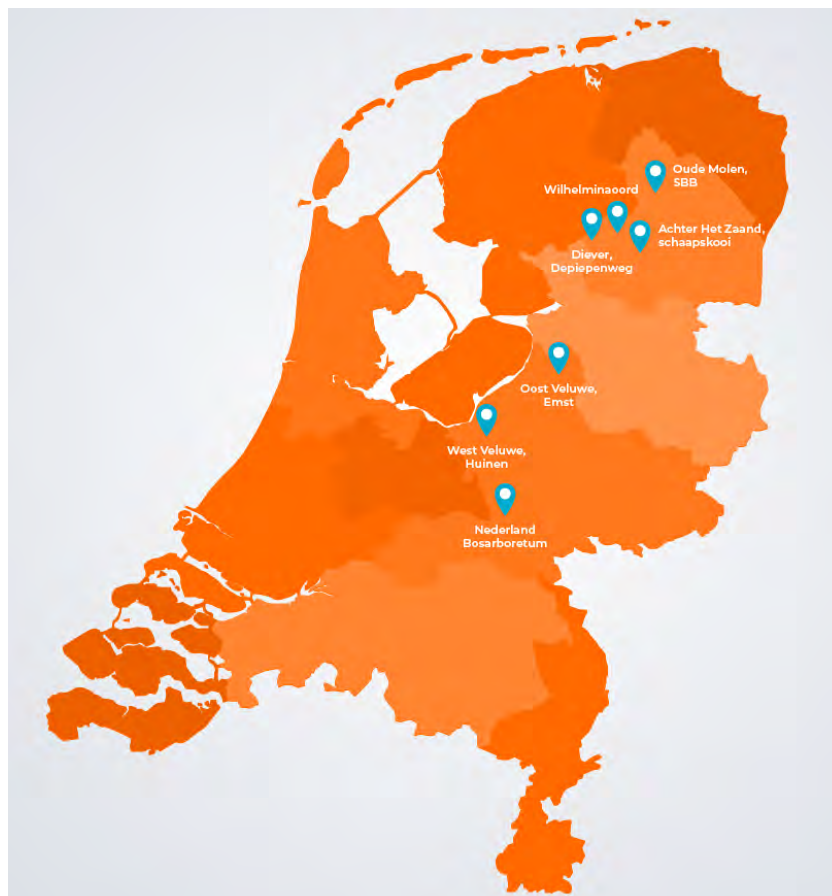 Oude Molen,
SBB
Wilhelminaoord
Achter Het Zaand,
schaapskooi
Diever,
Depiepenweg
Oost Veluwe,
Emst
West Veluwe,
Huinen
Nederland
Bosarboretum